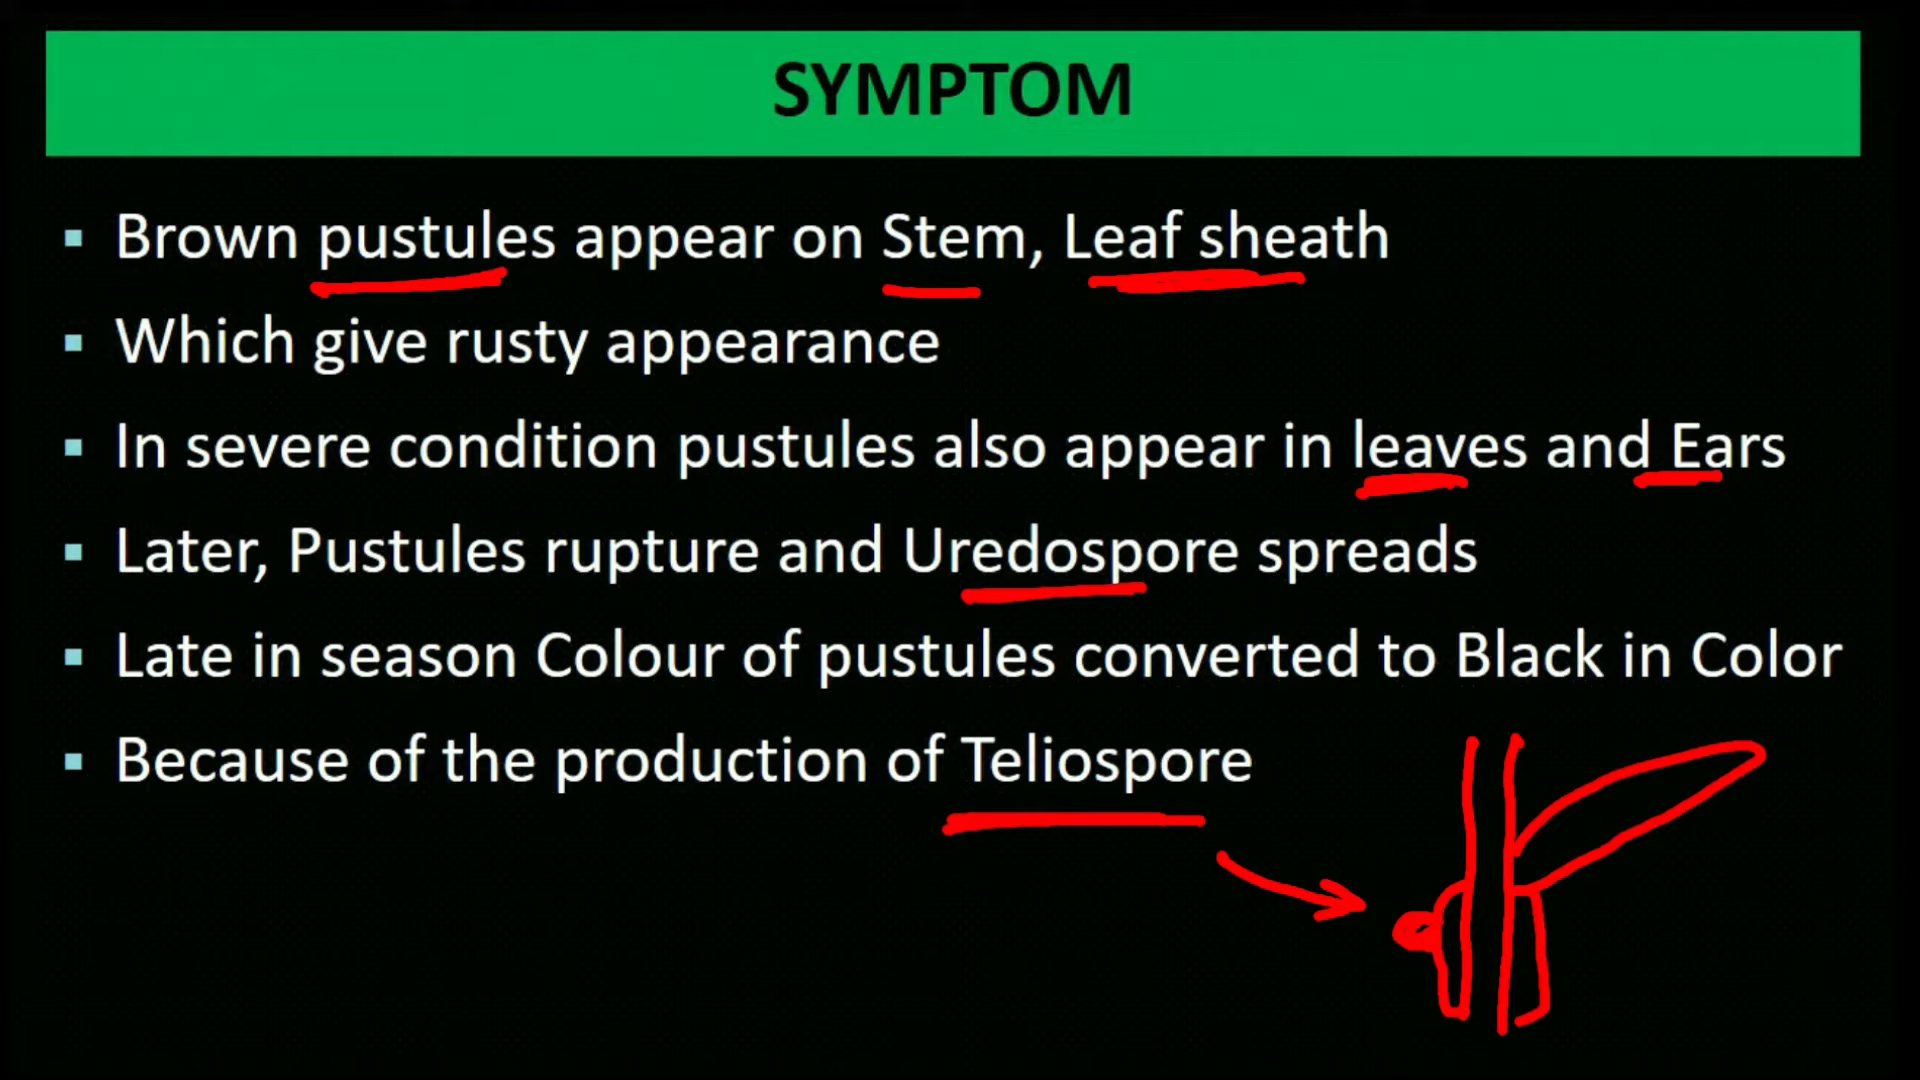 SYMPTOM
▪ Brown pustules appear on Stem, Leaf sheath
▪ Which give rusty appearance
▪ In severe condition pustules also appear in leaves and Ears
▪ Later, Pustules rupture and Uredospore spreads
▪ Late in season Colour of pustules converted to Black in Color
▪ Because of the production of Teliospore